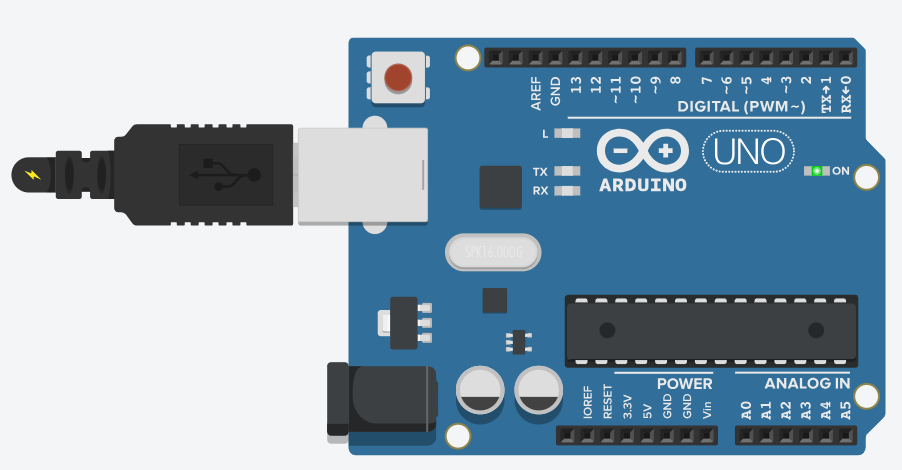 AREF
GND
13
12
~11
~10
~9
8
7
~6
~5
4
~3
2
TX→1
RX←0
DIGITAL (PWM~)
L
TX
RX
UNO
ON
ARDUINO
SPK16.000G
POWER
ANALOG IN
IOREF
RESET
3.3V
5V
GND
GND
Vin
A0
A1
A2
A3
A4
A5